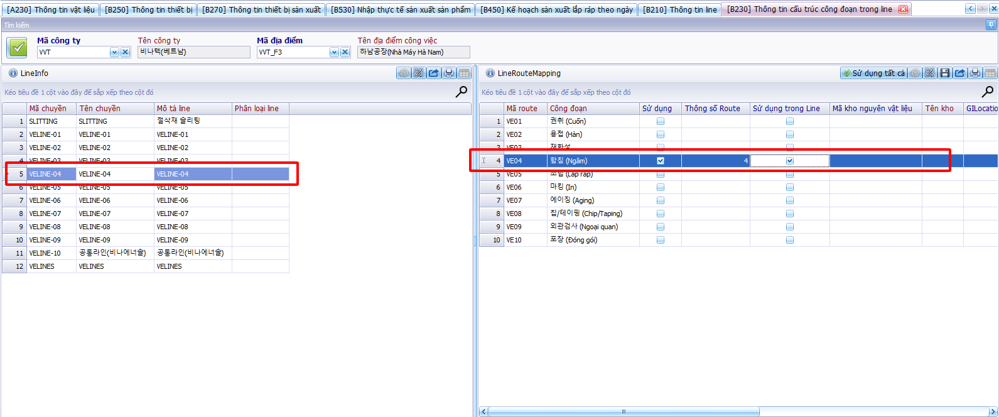 [A230] Thông tin vật liệu [B250] Thông tin thiết bị [B270] Thông tin thiết bị sản xuất [B530] Nhập thực tế sản xuất sản phẩm [B450] Kế hoạch sản xuất lắp ráp theo ngày [B210] Thông tin line [B230] Thông tin cấu trúc công đoạn trong line
Tìm kiếm
Mã công ty Tên công ty Mã địa điểm Tên địa điểm công việc
VVT 비나텍(베트남) VVT_F3 하남공장(Nhà Máy Hà Nam)
LineInfo
Kéo tiêu đề 1 cột vào đây để sắp xếp theo cột đó
Mã chuyền Tên chuyền Mô tả line Phân loại line
1 SLITTING SLITTING 절삭재 슬리팅
2 VELINE-01 VELINE-01 VELINE-01
3 VELINE-02 VELINE-02 VELINE-02
4 VELINE-03 VELINE-03 VELINE-03
5 VELINE-04 VELINE-04 VELINE-04
6 VELINE-05 VELINE-05 VELINE-05
7 VELINE-06 VELINE-06 VELINE-06
8 VELINE-07 VELINE-07 VELINE-07
9 VELINE-08 VELINE-08 VELINE-08
10 VELINE-09 VELINE-09 VELINE-09
11 VELINE-10 공통라인(비나에너솔) 공통라인(비나에너솔)
12 VELINES VELINES VELINES
LineRouteMapping Sử dụng tất cả
Kéo tiêu đề 1 cột vào đây để sắp xếp theo cột đó
Mã route Công đoạn Sử dụng Thông số Route Sử dụng trong Line Mã kho nguyên vật liệu Tên kho GILocatio
1 VE01 권취 (Cuốn)
2 VE02 용접 (Hàn)
3 VE03 재화성
4 VE04 함침 (Ngâm) 4
5 VE05 조립 (Lắp ráp)
6 VE06 마킹 (In)
7 VE07 에이징 (Aging)
8 VE08 칩/테이핑 (Chip/Taping)
9 VE09 외관검사 (Ngoại quan)
10 VE10 포장 (Đóng gói)